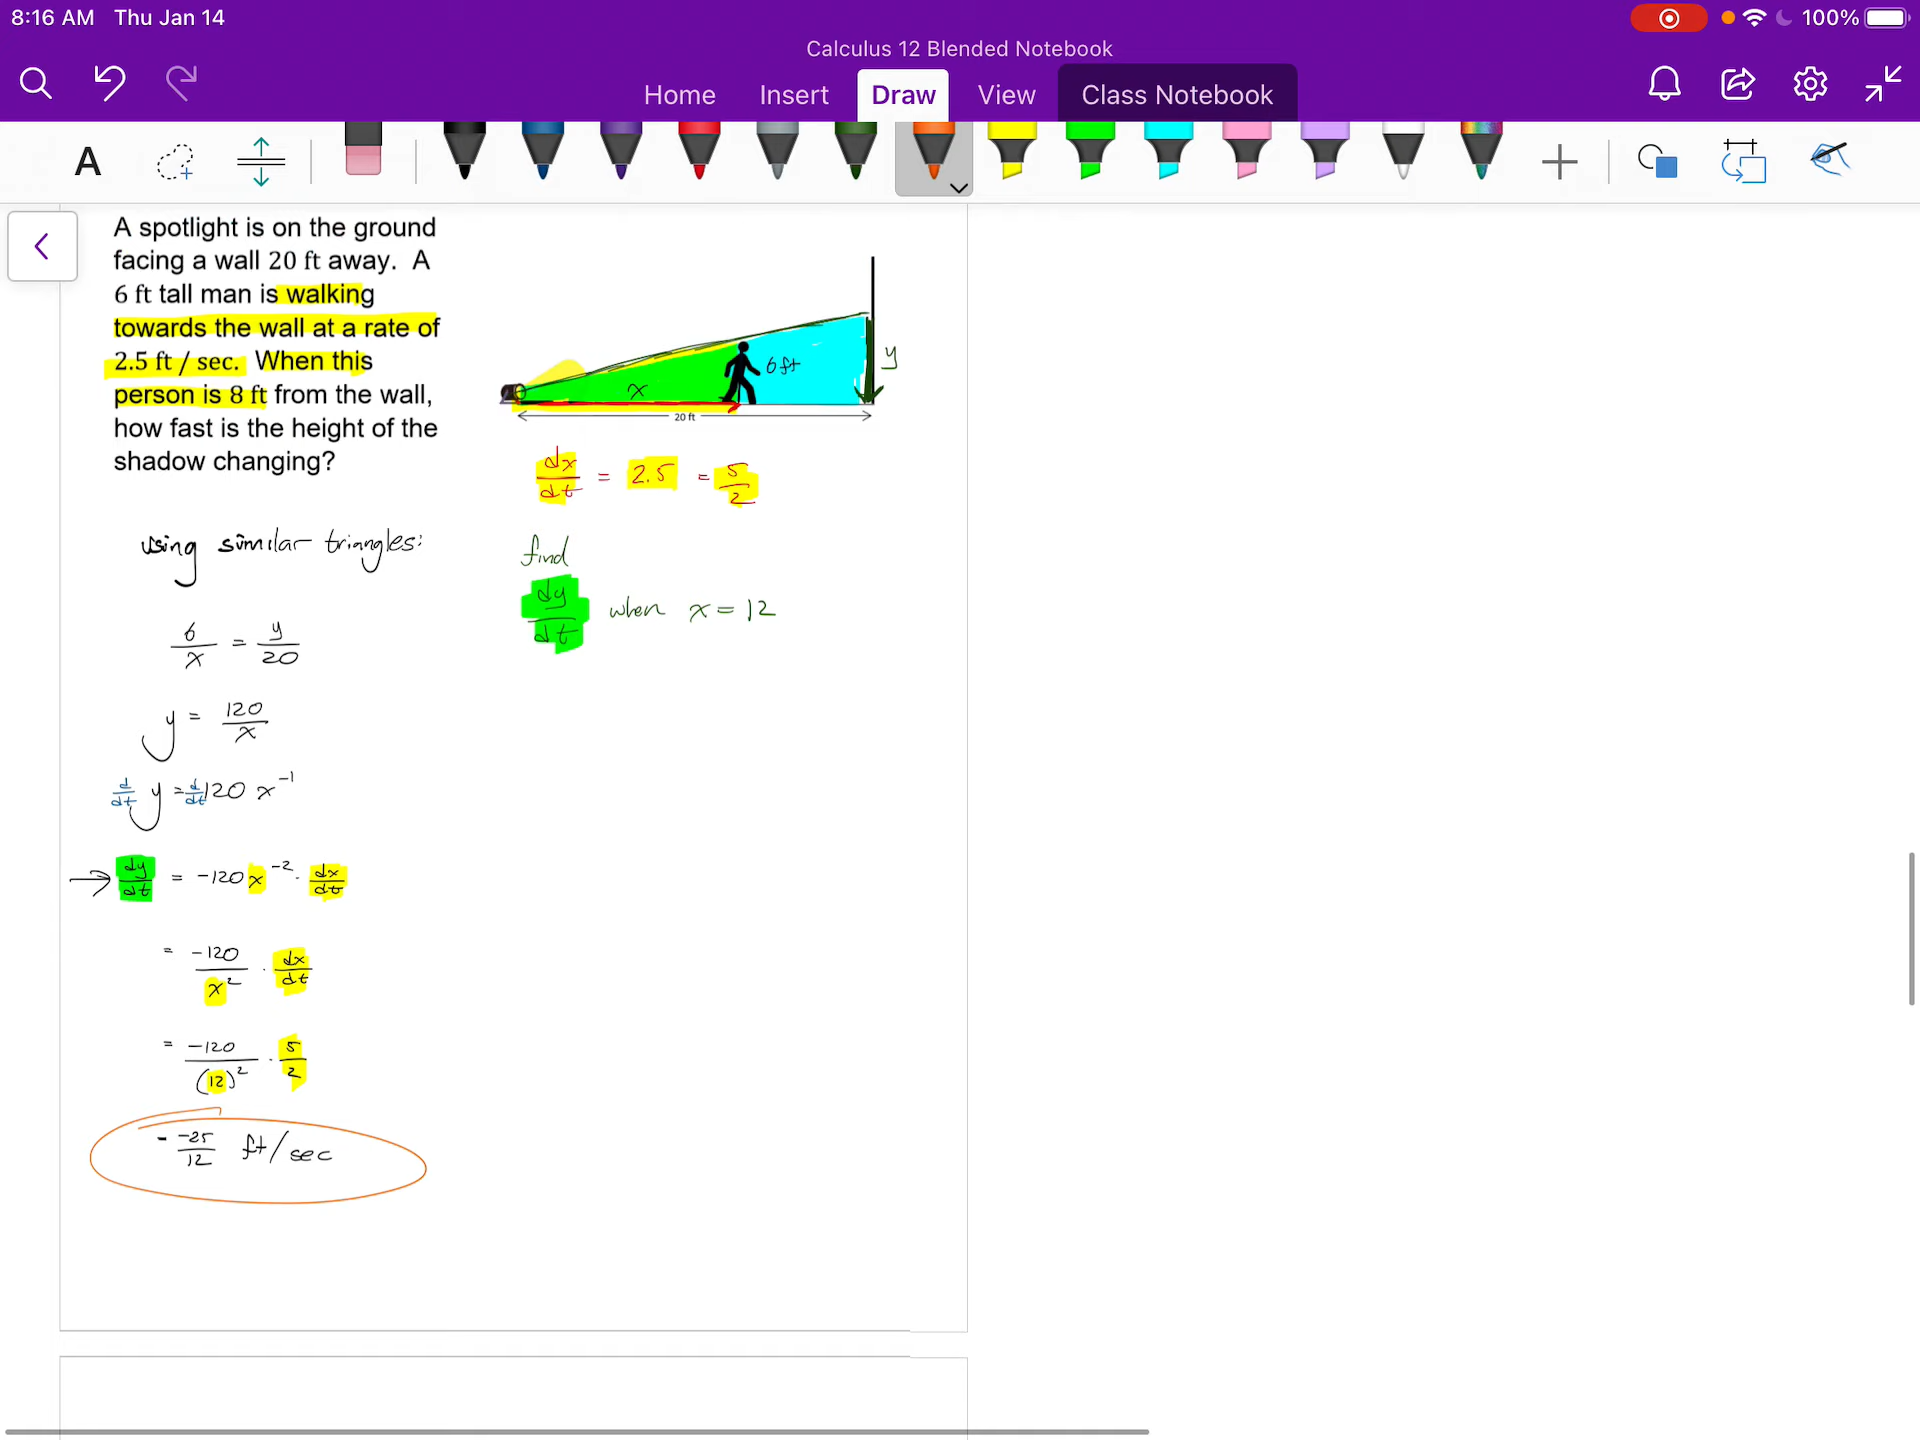 8:16 AM Thu Jan 14
100%
Calculus 12 Blended Notebook
Home Insert Draw View Class Notebook
A
A spotlight is on the ground
facing a wall 20 ft away. A
6 ft tall man is walking
towards the wall at a rate of
2.5 ft / sec. When this
person is 8 ft from the wall,
how fast is the height of the
shadow changing?
6 ft
y
x
20 ft
dx/dt = 2.5 = 5/2
find
dy/dt when x = 12
using similar triangles:
6/x = y/20
y = 120/x
d/dt y = d/dt 120 x⁻¹
→ dy/dt = -120 x⁻² · dx/dt
= -120/x² · dx/dt
= -120/(12)² · 5/2
- -25/12 ft/sec